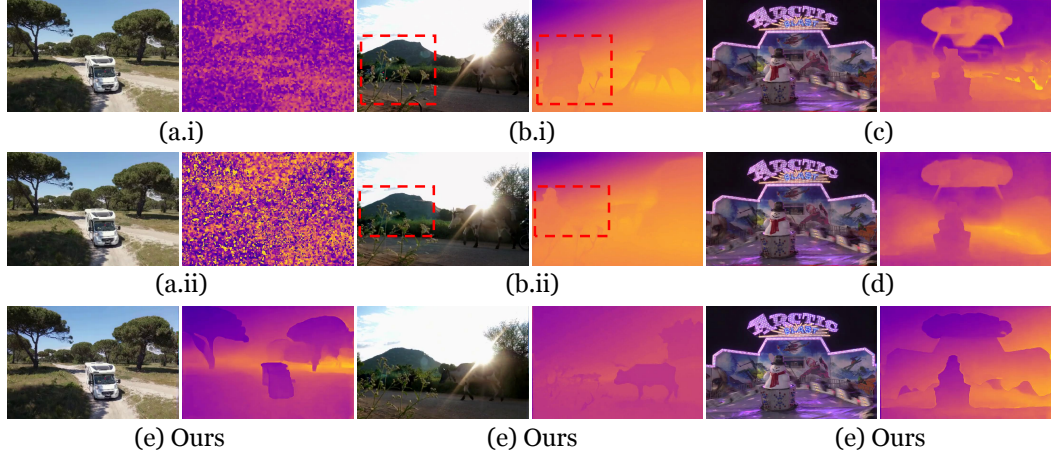 (a.i)
(b.i)
(c)
ARCTIC
(a.ii)
(b.ii)
(d)
ARCTIC
(e) Ours
(e) Ours
(e) Ours
ARCTIC